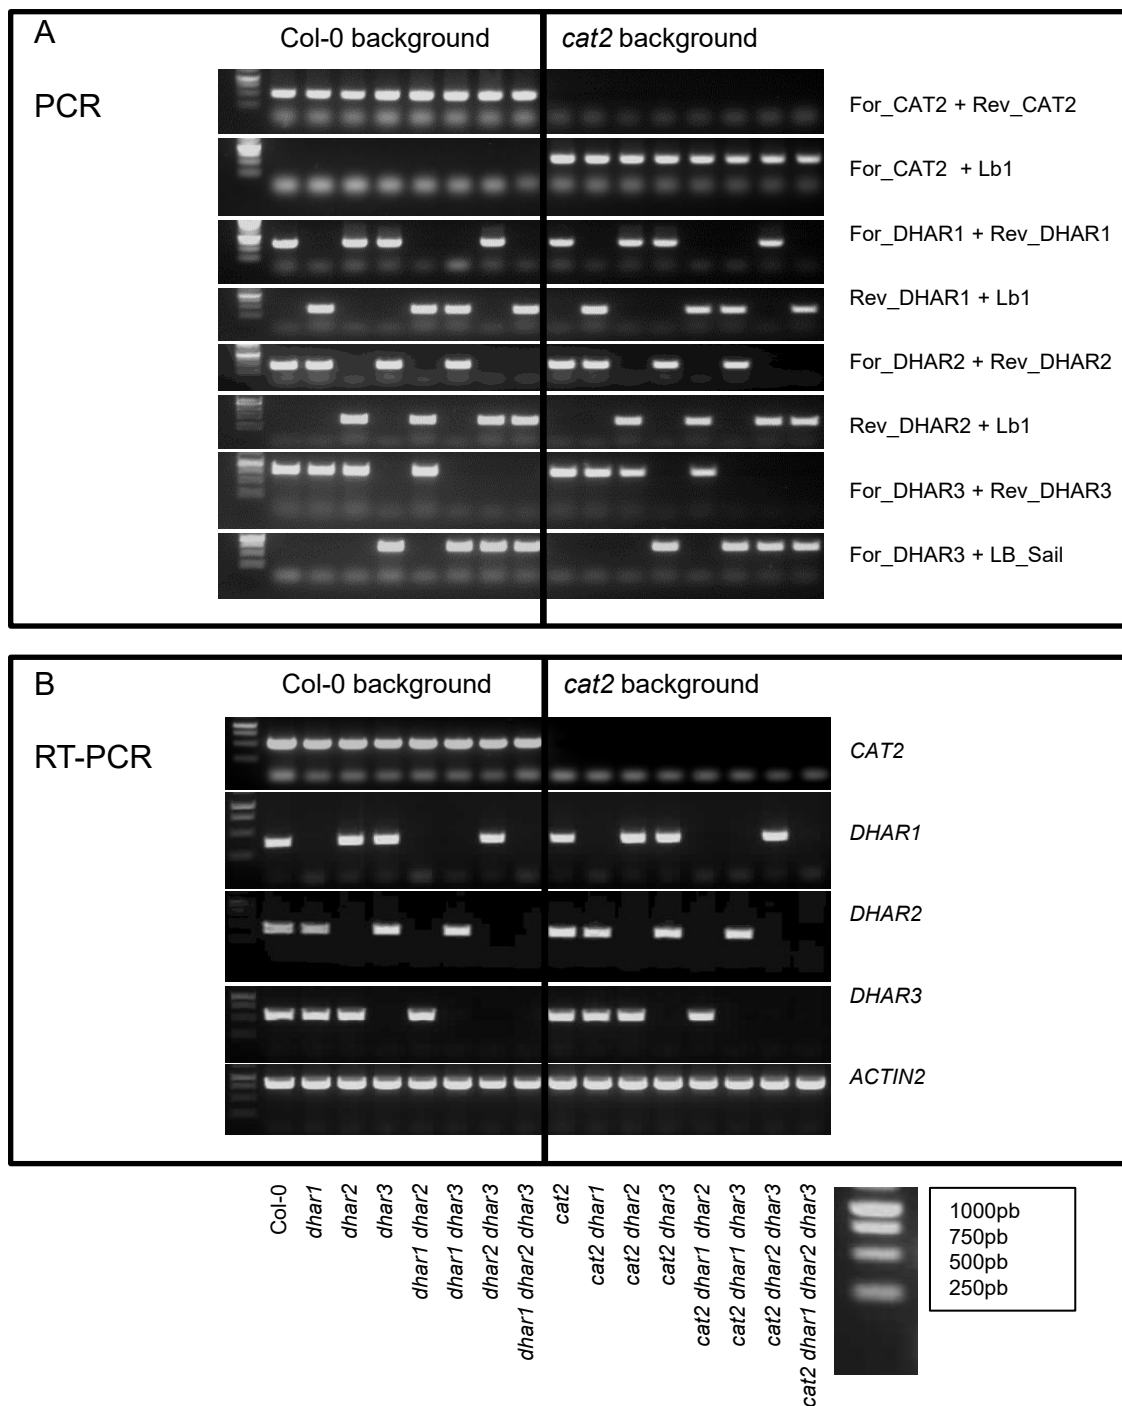 A
Col-0 background
cat2 background
PCR
For_CAT2 + Rev_CAT2
For_CAT2 + Lb1
For_DHAR1 + Rev_DHAR1
Rev_DHAR1 + Lb1
For_DHAR2 + Rev_DHAR2
Rev_DHAR2 + Lb1
For_DHAR3 + Rev_DHAR3
For_DHAR3 + LB_Sail
B
Col-0 background
cat2 background
RT-PCR
CAT2
DHAR1
DHAR2
DHAR3
ACTIN2
Col-0
dhar1
dhar2
dhar3
dhar1 dhar2
dhar1 dhar3
dhar2 dhar3
dhar1 dhar2 dhar3
cat2
cat2 dhar1
cat2 dhar2
cat2 dhar3
cat2 dhar1 dhar2
cat2 dhar1 dhar3
cat2 dhar2 dhar3
cat2 dhar1 dhar2 dhar3
1000pb
750pb
500pb
250pb